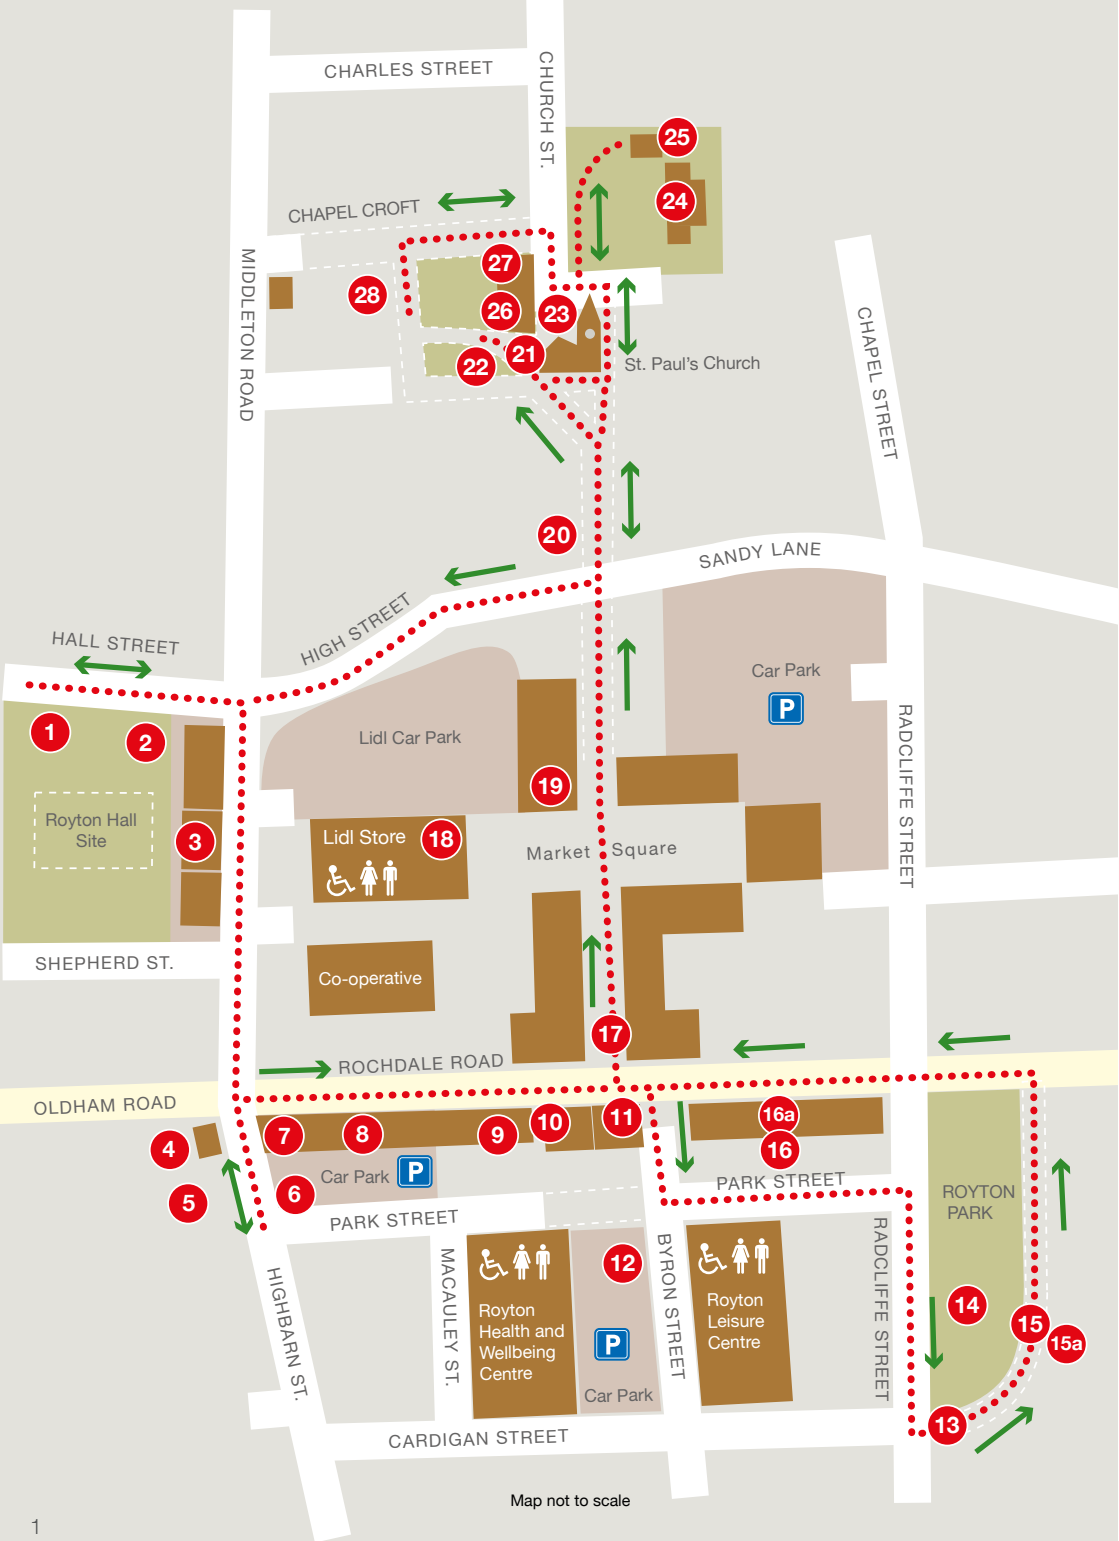 CHARLES STREET
CHURCH ST.
25
24
CHAPEL CROFT
27
28
26
23
21
22
St. Paul's Church
MIDDLETON ROAD
CHAPEL STREET
20
SANDY LANE
HIGH STREET
HALL STREET
1
2
Car Park
P
Lidl Car Park
19
RADCLIFFE STREET
Royton Hall
Site
3
Lidl Store
18
Market Square
SHEPHERD ST.
Co-operative
17
ROCHDALE ROAD
OLDHAM ROAD
4
7
8
9
10
11
16a
16
5
6
Car Park
P
PARK STREET
PARK STREET
ROYTON
PARK
HIGHBARN ST.
MACAULEY ST.
Royton
Health and
Wellbeing
Centre
12
P
Car Park
BYRON STREET
Royton
Leisure
Centre
RADCLIFFE STREET
14
15
15a
13
CARDIGAN STREET
Map not to scale
1